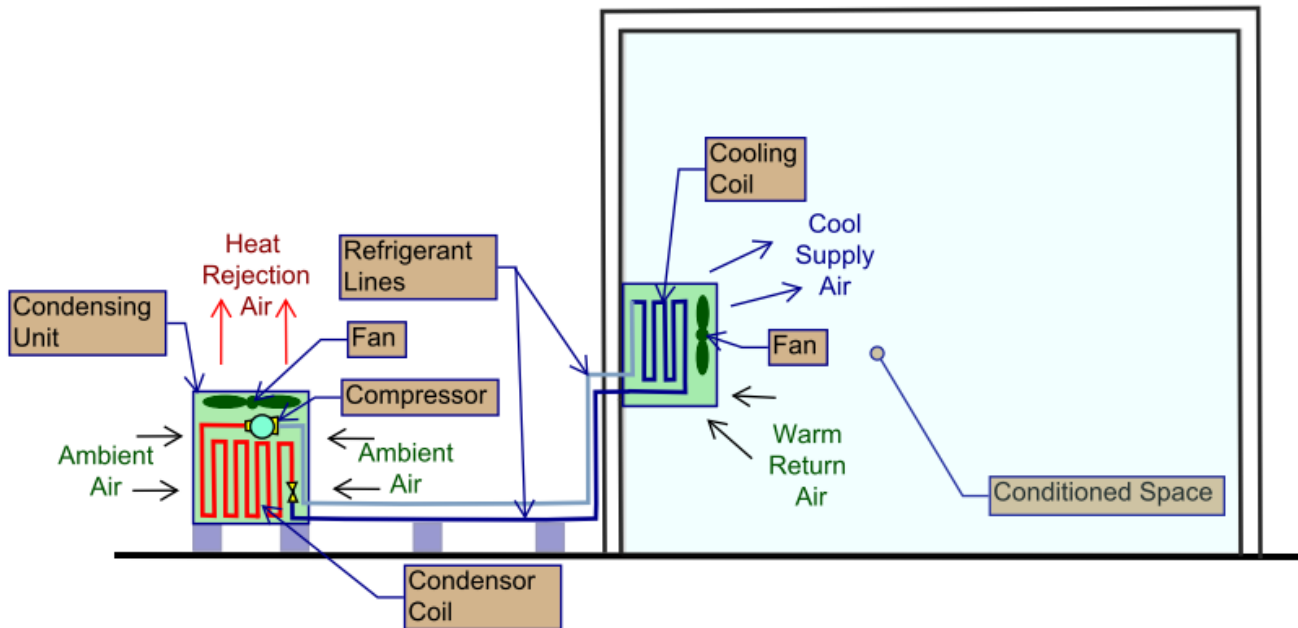 Cooling
Coil
Cool
Supply
Air
Heat
Rejection
Air
Refrigerant
Lines
Condensing
Unit
Fan
Fan
Compressor
Ambient
Air
Ambient
Air
Warm
Return
Air
Conditioned Space
Condensor
Coil